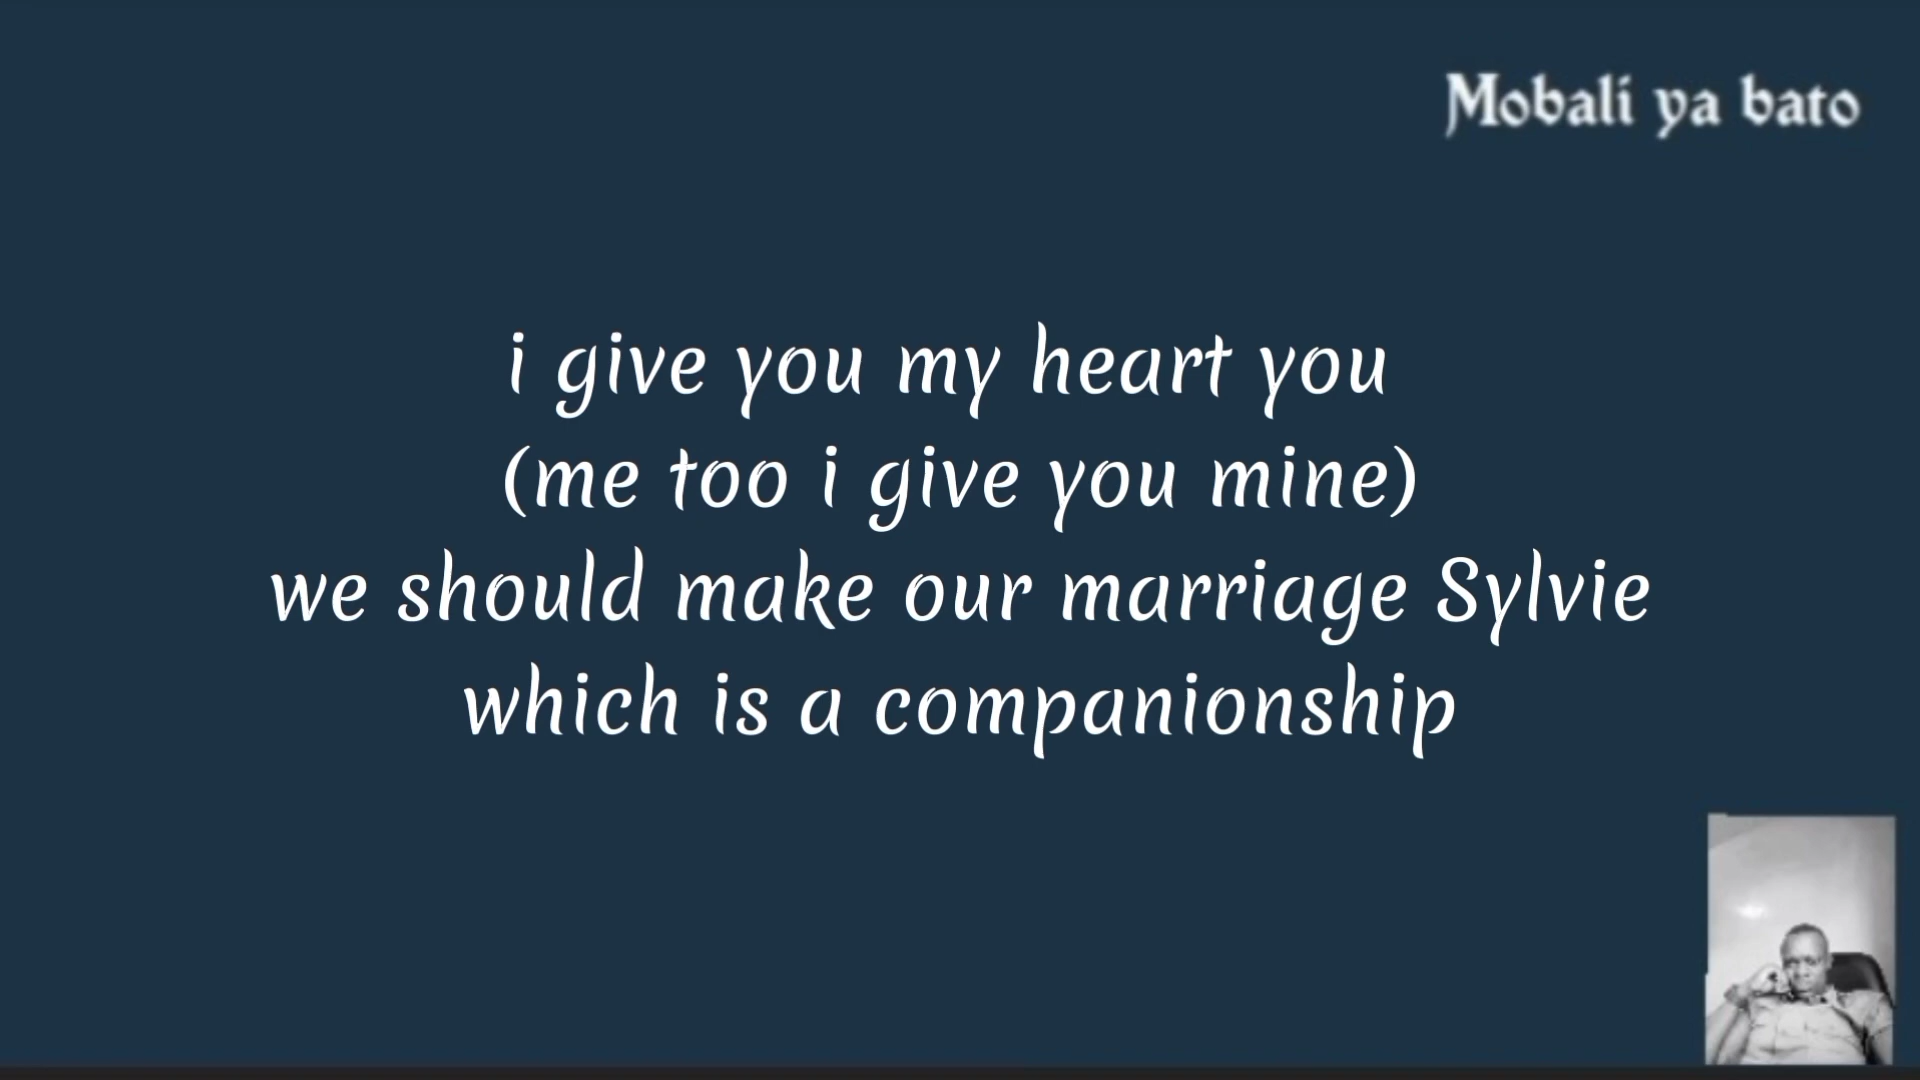 Mobali ya bato
i give you my heart you
(me too i give you mine)
we should make our marriage Sylvie
which is a companionship